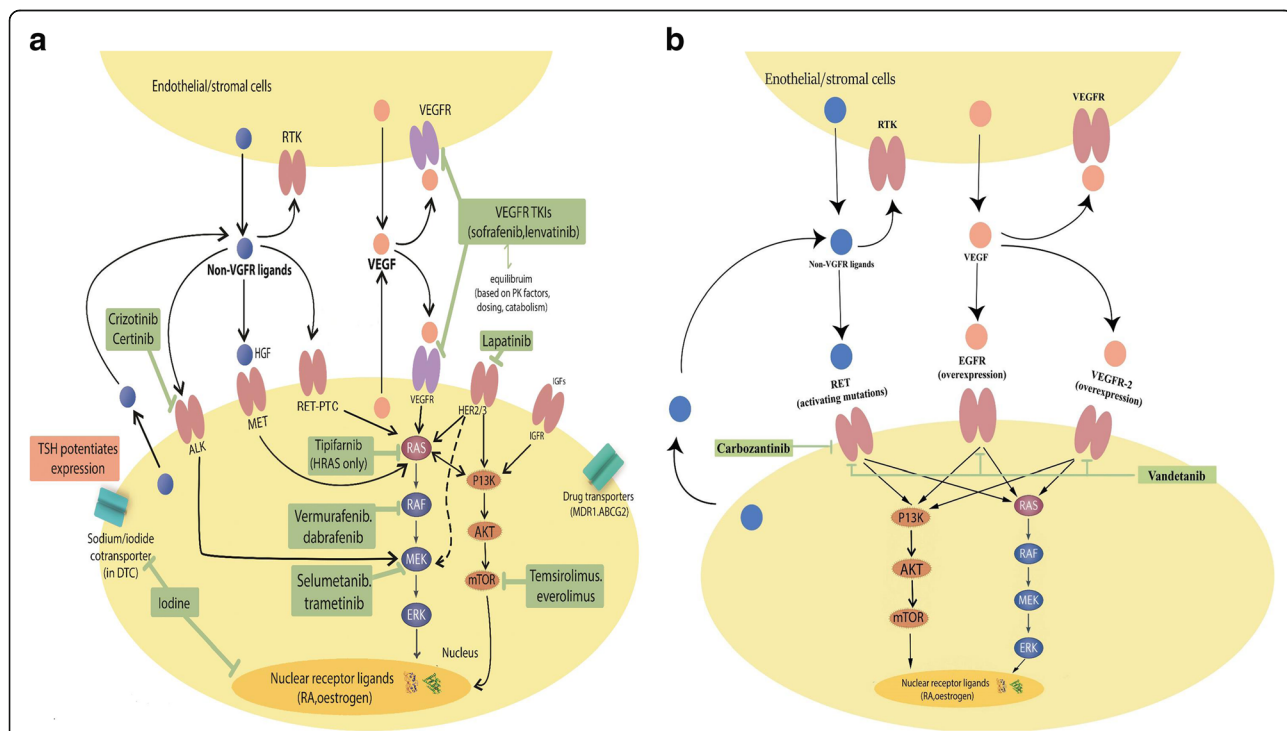 a
Endothelial/stromal cells
VEGFR
RTK
VEGFR TKIs
(sofrafenib,lenvatinib)
Non-VGFR ligands
VEGF
equilibruim
(based on PK factors,
dosing, catabolism)
Crizotinib
Certinib
HGF
Lapatinib
IGFs
ALK
MET
RET-PTC
VEGFR
HER2/3
IGFR
TSH potentiates
expression
Tipifarnib
(HRAS only)
RAS
P13K
Drug transporters
(MDR1.ABCG2)
Sodium/iodide
cotransporter
(in DTC)
Vermurafenib.
dabrafenib
RAF
AKT
MEK
Iodine
Selumetanib.
trametinib
mTOR
Temsirolimus.
everolimus
ERK
Nucleus
Nuclear receptor ligands
(RA,oestrogen)
b
Enothelial/stromal cells
VEGFR
RTK
Non-VGFR ligands
VEGF
RET
(activating mutations)
EGFR
(overexpression)
VEGFR-2
(overexpression)
Carbozantinib
Vandetanib
P13K
RAS
RAF
AKT
MEK
mTOR
ERK
Nuclear receptor ligands
(RA,oestrogen)